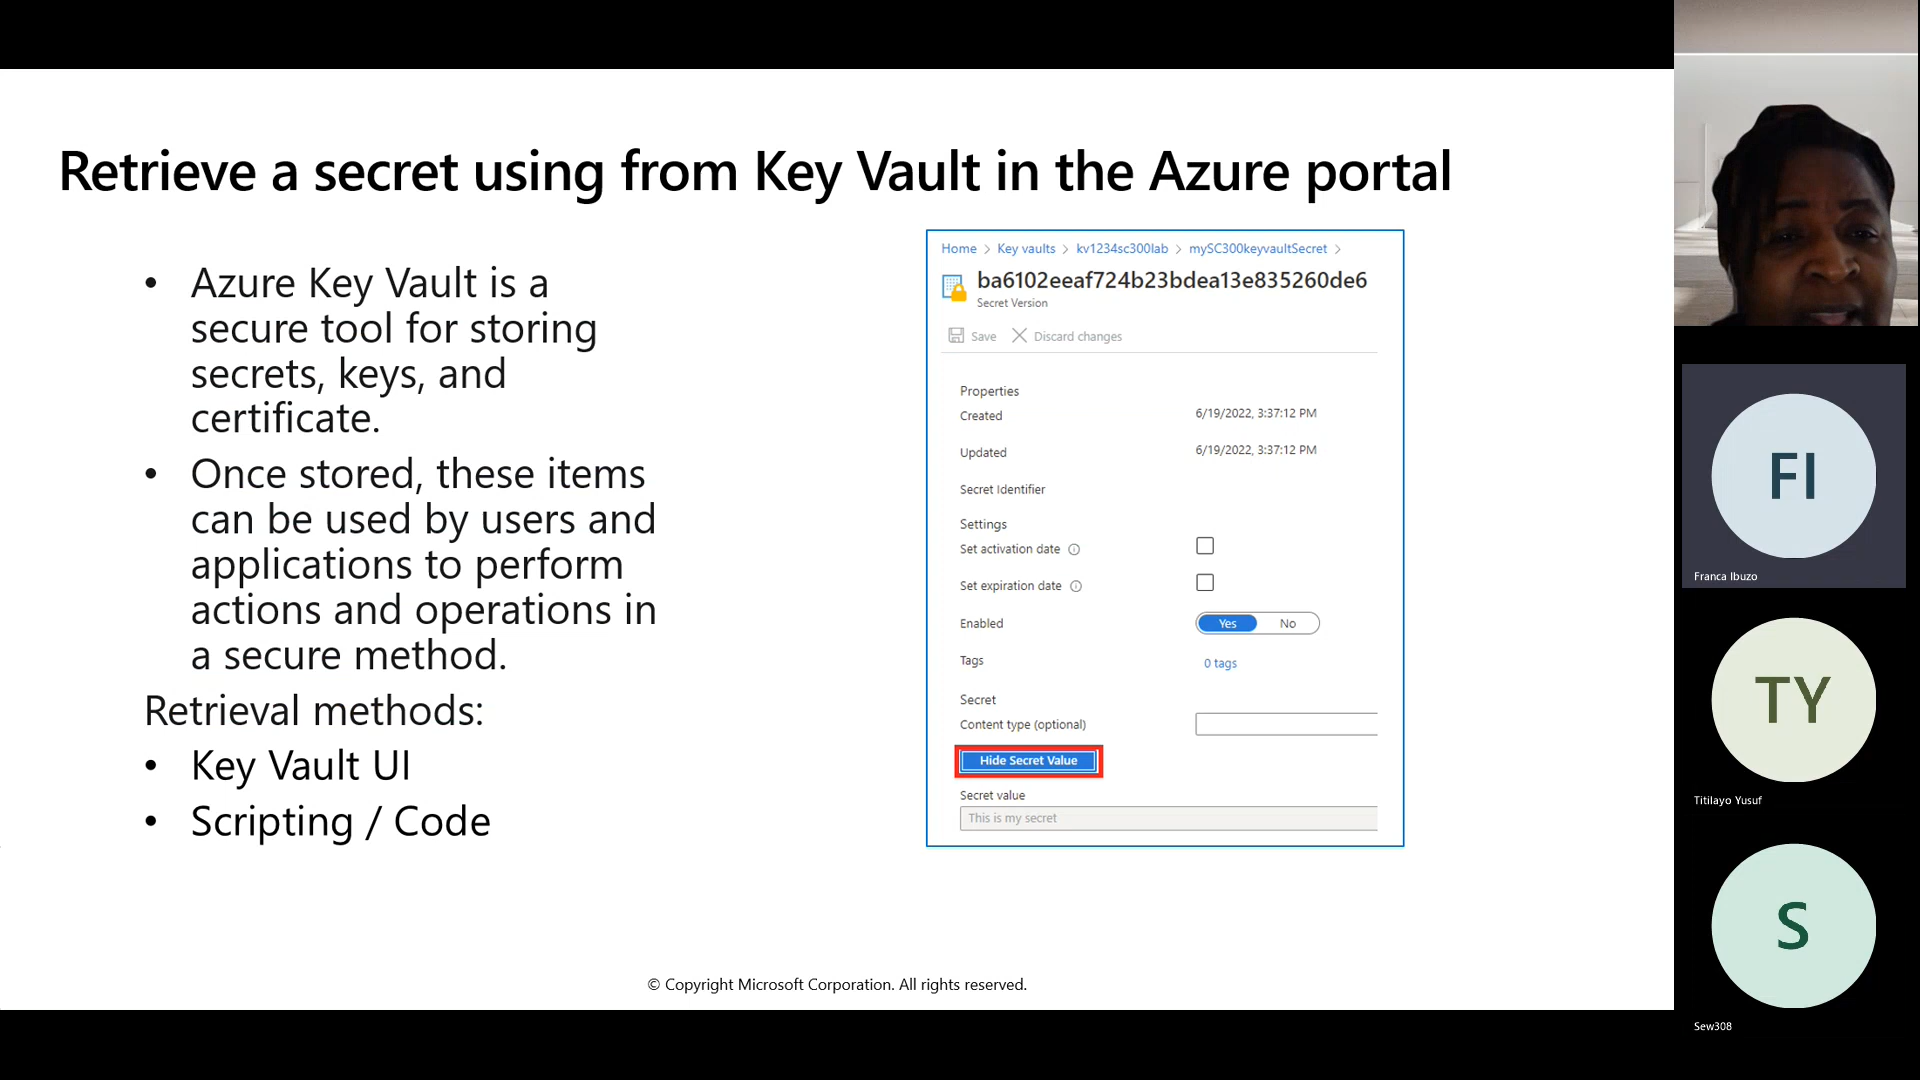 Retrieve a secret using from Key Vault in the Azure portal
• Azure Key Vault is a
secure tool for storing
secrets, keys, and
certificate.
• Once stored, these items
can be used by users and
applications to perform
actions and operations in
a secure method.
Retrieval methods:
• Key Vault UI
• Scripting / Code
Home > Key vaults > kv1234sc300lab > mySC300keyvaultSecret >
ba6102eeaf724b23bdea13e835260de6
Secret Version
Save Discard changes
Properties
Created 6/19/2022, 3:37:12 PM
Updated 6/19/2022, 3:37:12 PM
Secret Identifier
Settings
Set activation date
Set expiration date
Enabled Yes No
Tags 0 tags
Secret
Content type (optional)
Hide Secret Value
Secret value
This is my secret
© Copyright Microsoft Corporation. All rights reserved.
FI
Franca Ibuzo
TY
Titilayo Yusuf
S
Sew308